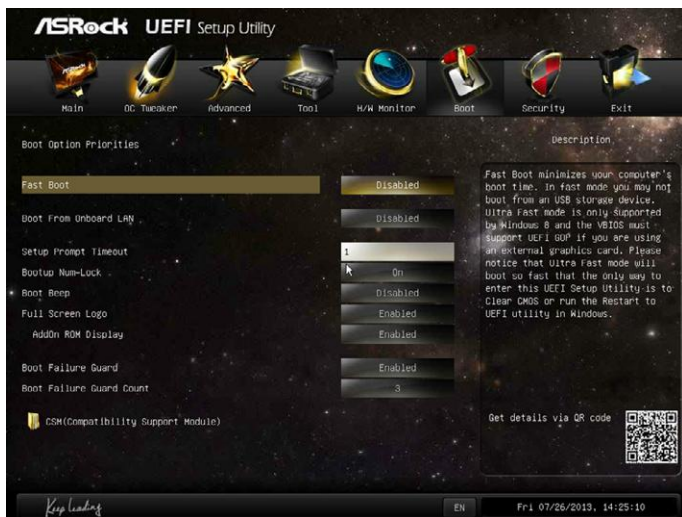 ASRock UEFI Setup Utility
Main OC Tweaker Advanced Tool H/W Monitor Boot Security Exit
Boot Option Priorities
Fast Boot Disabled
Boot From Onboard LAN Disabled
Setup Prompt Timeout 1
Bootup Num-Lock On
Boot Beep Disabled
Full Screen Logo Enabled
AddOn ROM Display Enabled
Boot Failure Guard Enabled
Boot Failure Guard Count 3
CSM(Compatibility Support Module)
Description
Fast Boot minimizes your computer's
boot time. In fast mode you may not
boot from an USB storage device.
Ultra Fast mode is only supported
by Windows 8 and the VBIOS must
support UEFI GOP if you are using
an external graphics card. Please
notice that Ultra Fast mode will
boot so fast that the only way to
enter this UEFI Setup Utility is to
Clear CMOS or run the Restart to
UEFI utility in Windows.
Get details via QR code
Keep Leading
EN Fri 07/26/2013, 14:25:10